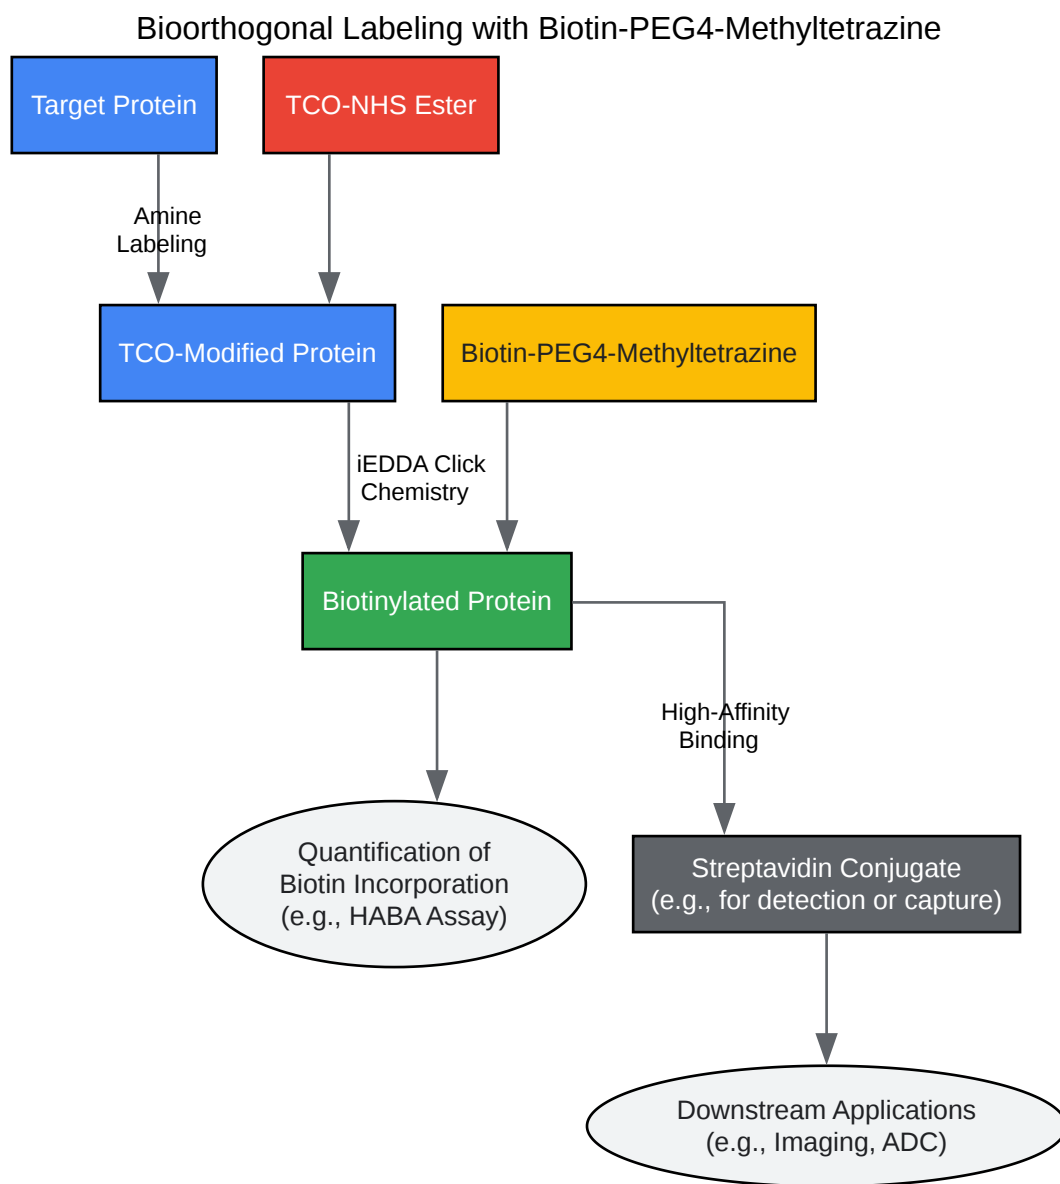 Bioorthogonal Labeling with Biotin-PEG4-Methyltetrazine
Target Protein
TCO-NHS Ester
Amine
Labeling
TCO-Modified Protein
Biotin-PEG4-Methyltetrazine
iEDDA Click
Chemistry
Biotinylated Protein
High-Affinity
Binding
Quantification of
Biotin Incorporation
(e.g., HABA Assay)
Streptavidin Conjugate
(e.g., for detection or capture)
Downstream Applications
(e.g., Imaging, ADC)